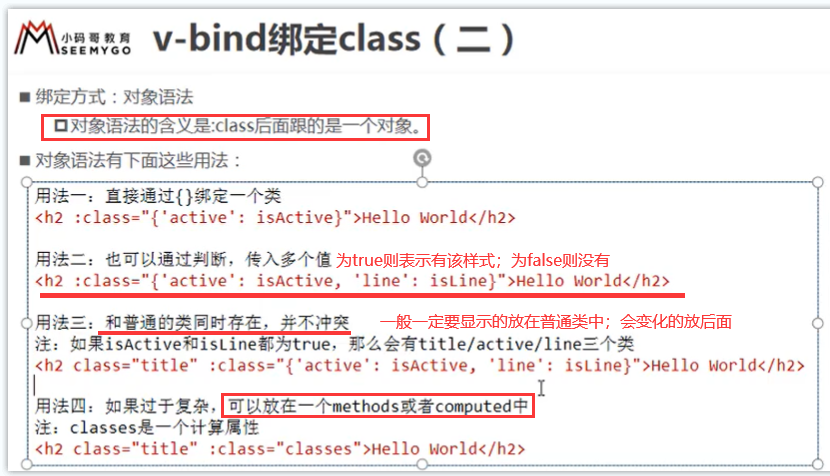 小码哥教育
SEEMYGO
v-bind绑定class（二）
绑定方式：对象语法
对象语法的含义是:class后面跟的是一个对象。
对象语法有下面这些用法：
用法一：直接通过{}绑定一个类
<h2 :class="{'active': isActive}">Hello World</h2>
用法二：也可以通过判断，传入多个值 为true则表示有该样式；为false则没有
<h2 :class="{'active': isActive, 'line': isLine}">Hello World</h2>
用法三：和普通的类同时存在，并不冲突 一般一定要显示的放在普通类中；会变化的放后面
注：如果isActive和isLine都为true，那么会有title/active/line三个类
<h2 class="title" :class="{'active': isActive, 'line': isLine}">Hello World</h2>
用法四：如果过于复杂，可以放在一个methods或者computed中
注：classes是一个计算属性
<h2 class="title" :class="classes">Hello World</h2>